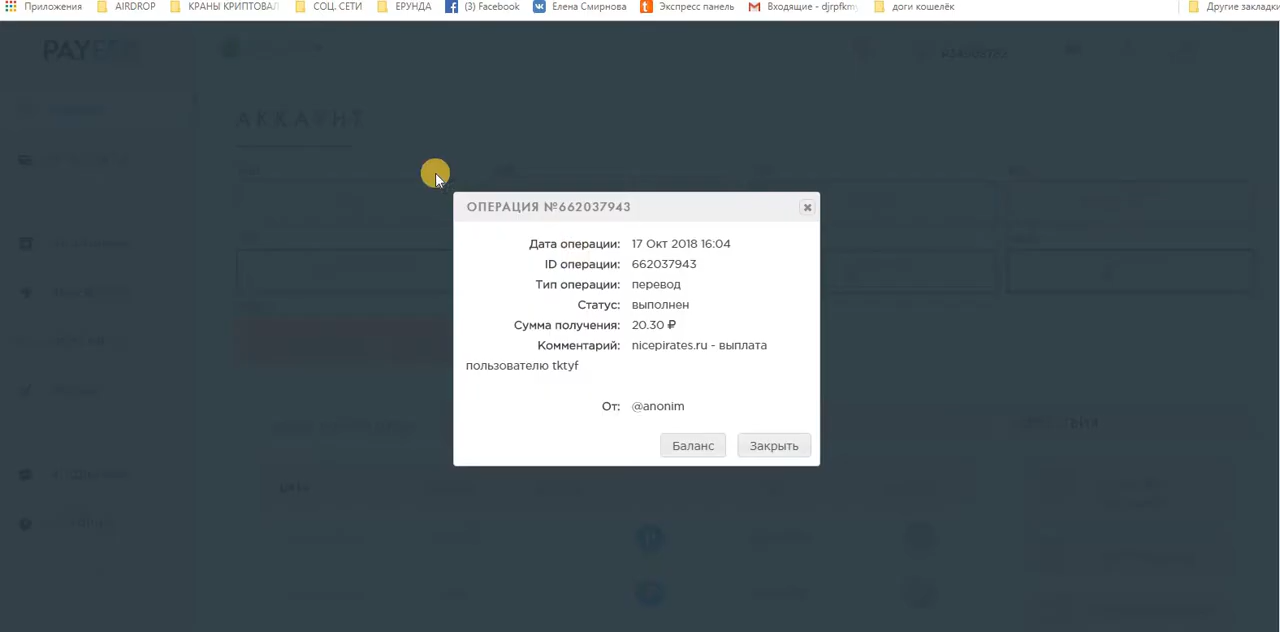 Приложения AIRDROP КРАНЫ КРИПТОВАЛ СОЦ. СЕТИ ЕРУНДА (3) Facebook Елена Смирнова Экспресс панель Входящие - djrpfkm доги кошелёк Другие закладки
PAYEER
АККАУНТ
ОПЕРАЦИЯ №662037943
Дата операции: 17 Окт 2018 16:04
ID операции: 662037943
Тип операции: перевод
Статус: выполнен
Сумма получения: 20.30 ₽
Комментарий: nicepirates.ru - выплата
пользователю tktyf
От: @anonim
Баланс Закрыть